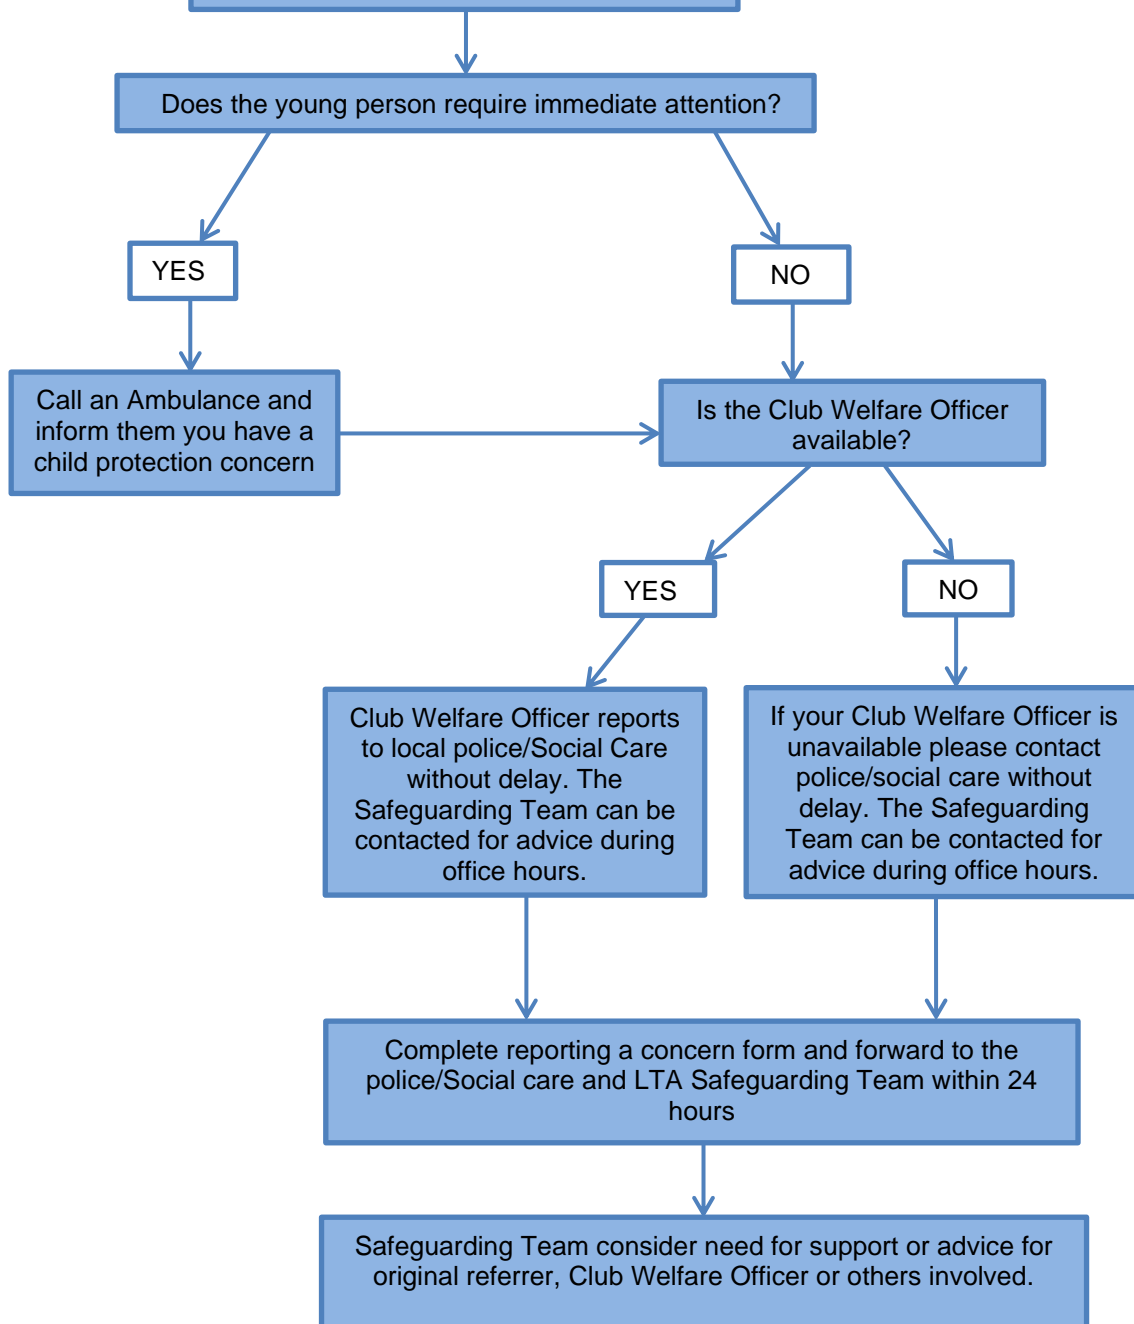 Does the young person require immediate attention?
YES
NO
Call an Ambulance and
inform them you have a
child protection concern
Is the Club Welfare Officer
available?
YES
NO
Club Welfare Officer reports
to local police/Social Care
without delay. The
Safeguarding Team can be
contacted for advice during
office hours.
If your Club Welfare Officer is
unavailable please contact
police/social care without
delay. The Safeguarding
Team can be contacted for
advice during office hours.
Complete reporting a concern form and forward to the
police/Social care and LTA Safeguarding Team within 24
hours
Safeguarding Team consider need for support or advice for
original referrer, Club Welfare Officer or others involved.